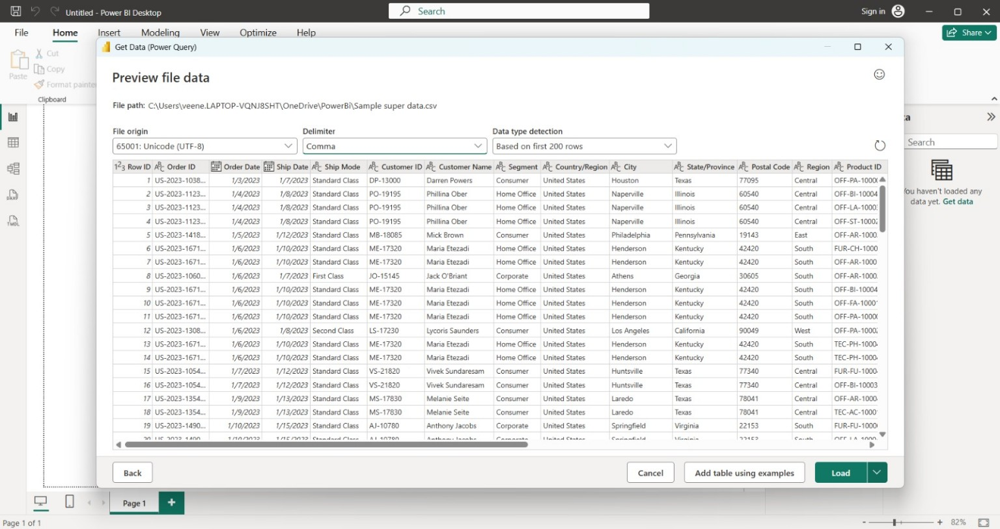 Untitled - Power BI Desktop
Search
Sign in
File Home Insert Modeling View Optimize Help
Share
Paste
Cut
Copy
Format painter
Clipboard
Get Data (Power Query)
Preview file data
File path: C:\Users\veene.LAPTOP-VQNJ8SHT\OneDrive\PowerBi\Sample super data.csv
File origin Delimiter Data type detection
65001: Unicode (UTF-8) Comma Based on first 200 rows
Row ID Order ID Order Date Ship Date Ship Mode Customer ID Customer Name Segment Country/Region City State/Province Postal Code Region Product ID
1 US-2023-1038... 1/3/2023 1/7/2023 Standard Class DP-13000 Darren Powers Consumer United States Houston Texas 77095 Central OFF-PA-1000
2 US-2023-1123... 1/4/2023 1/8/2023 Standard Class PO-19195 Phillina Ober Home Office United States Naperville Illinois 60540 Central OFF-BI-10004
3 US-2023-1123... 1/4/2023 1/8/2023 Standard Class PO-19195 Phillina Ober Home Office United States Naperville Illinois 60540 Central OFF-LA-1000
4 US-2023-1123... 1/4/2023 1/8/2023 Standard Class PO-19195 Phillina Ober Home Office United States Naperville Illinois 60540 Central OFF-ST-1000
5 US-2023-1418... 1/5/2023 1/12/2023 Standard Class MB-18085 Mick Brown Consumer United States Philadelphia Pennsylvania 19143 East OFF-AR-1000
6 US-2023-1671... 1/6/2023 1/10/2023 Standard Class ME-17320 Maria Etezadi Home Office United States Henderson Kentucky 42420 South FUR-CH-1000
7 US-2023-1671... 1/6/2023 1/10/2023 Standard Class ME-17320 Maria Etezadi Home Office United States Henderson Kentucky 42420 South OFF-AR-1000
8 US-2023-1060... 1/6/2023 1/7/2023 First Class JO-15145 Jack O'Briant Corporate United States Athens Georgia 30605 South OFF-AR-1000
9 US-2023-1671... 1/6/2023 1/10/2023 Standard Class ME-17320 Maria Etezadi Home Office United States Henderson Kentucky 42420 South OFF-BI-10004
10 US-2023-1671... 1/6/2023 1/10/2023 Standard Class ME-17320 Maria Etezadi Home Office United States Henderson Kentucky 42420 South OFF-FA-1000
11 US-2023-1671... 1/6/2023 1/10/2023 Standard Class ME-17320 Maria Etezadi Home Office United States Henderson Kentucky 42420 South OFF-PA-1000
12 US-2023-1308... 1/6/2023 1/8/2023 Second Class LS-17230 Lycoris Saunders Consumer United States Los Angeles California 90049 West OFF-PA-1000
13 US-2023-1671... 1/6/2023 1/10/2023 Standard Class ME-17320 Maria Etezadi Home Office United States Henderson Kentucky 42420 South TEC-PH-1000
14 US-2023-1671... 1/6/2023 1/10/2023 Standard Class ME-17320 Maria Etezadi Home Office United States Henderson Kentucky 42420 South TEC-PH-1000
15 US-2023-1054... 1/7/2023 1/12/2023 Standard Class VS-21820 Vivek Sundaresam Consumer United States Huntsville Texas 77340 Central FUR-FU-1000
16 US-2023-1054... 1/7/2023 1/12/2023 Standard Class VS-21820 Vivek Sundaresam Consumer United States Huntsville Texas 77340 Central OFF-BI-10003
17 US-2023-1354... 1/9/2023 1/13/2023 Standard Class MS-17830 Melanie Seite Consumer United States Laredo Texas 78041 Central OFF-AR-1000
18 US-2023-1354... 1/9/2023 1/13/2023 Standard Class MS-17830 Melanie Seite Consumer United States Laredo Texas 78041 Central TEC-AC-1000
19 US-2023-1490... 1/10/2023 1/15/2023 Standard Class AJ-10780 Anthony Jacobs Corporate United States Springfield Virginia 22153 South FUR-FU-1000
Back Cancel Add table using examples Load
Search
You haven't loaded any
data yet. Get data
Page 1
Page 1 of 1
82%